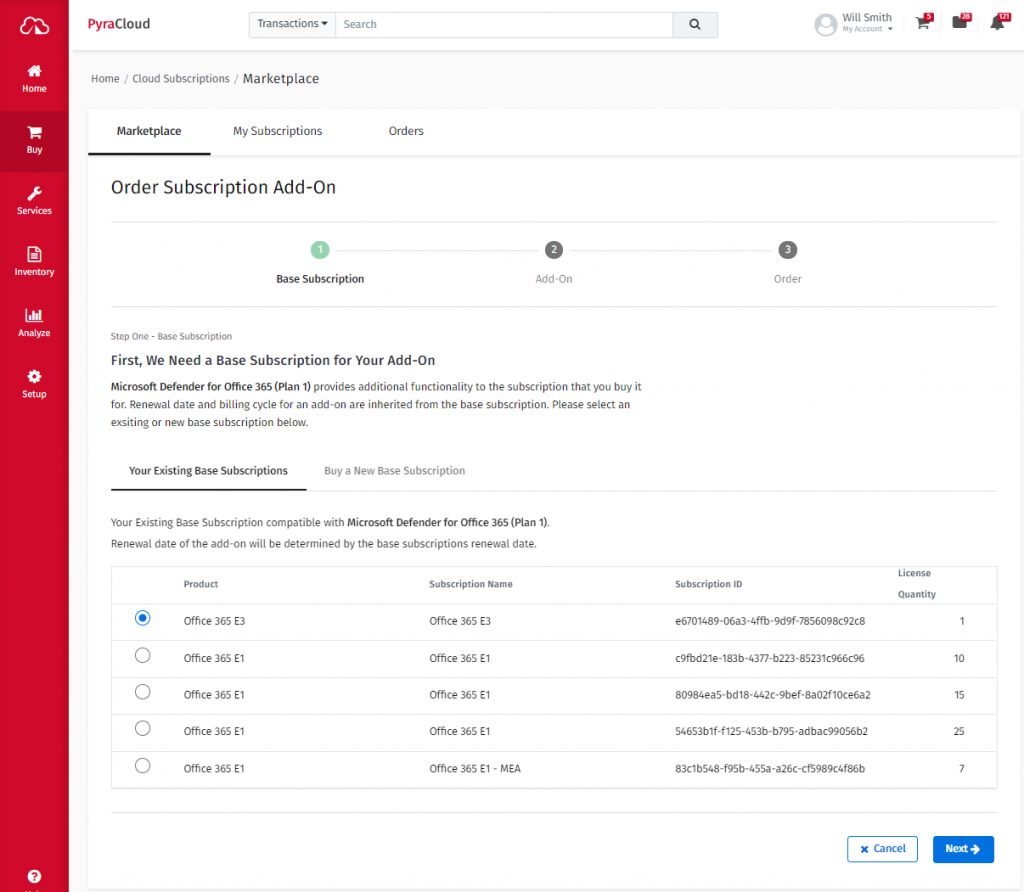 PyraCloud
Transactions
Search
Will Smith
My Account
5
28
121
Home
Buy
Services
Inventory
Analyze
Setup
Home / Cloud Subscriptions / Marketplace
Marketplace
My Subscriptions
Orders
Order Subscription Add-On
1
2
3
Base Subscription
Add-On
Order
Step One - Base Subscription
First, We Need a Base Subscription for Your Add-On
Microsoft Defender for Office 365 (Plan 1) provides additional functionality to the subscription that you buy it
for. Renewal date and billing cycle for an add-on are inherited from the base subscription. Please select an
exsiting or new base subscription below.
Your Existing Base Subscriptions
Buy a New Base Subscription
Your Existing Base Subscription compatible with Microsoft Defender for Office 365 (Plan 1).
Renewal date of the add-on will be determined by the base subscriptions renewal date.
Product Subscription Name Subscription ID License Quantity
Office 365 E3 Office 365 E3 e6701489-06a3-4ffb-9d9f-7856098c92c8 1
Office 365 E1 Office 365 E1 c9fbd21e-183b-4377-b223-85231c966c96 10
Office 365 E1 Office 365 E1 80984ea5-bd18-442c-9bef-8a02f10ce6a2 15
Office 365 E1 Office 365 E1 54653b1f-f125-453b-b795-adbac99056b2 25
Office 365 E1 Office 365 E1 - MEA 83c1b548-f95b-455a-a26c-cf5989c4f86b 7
Cancel
Next